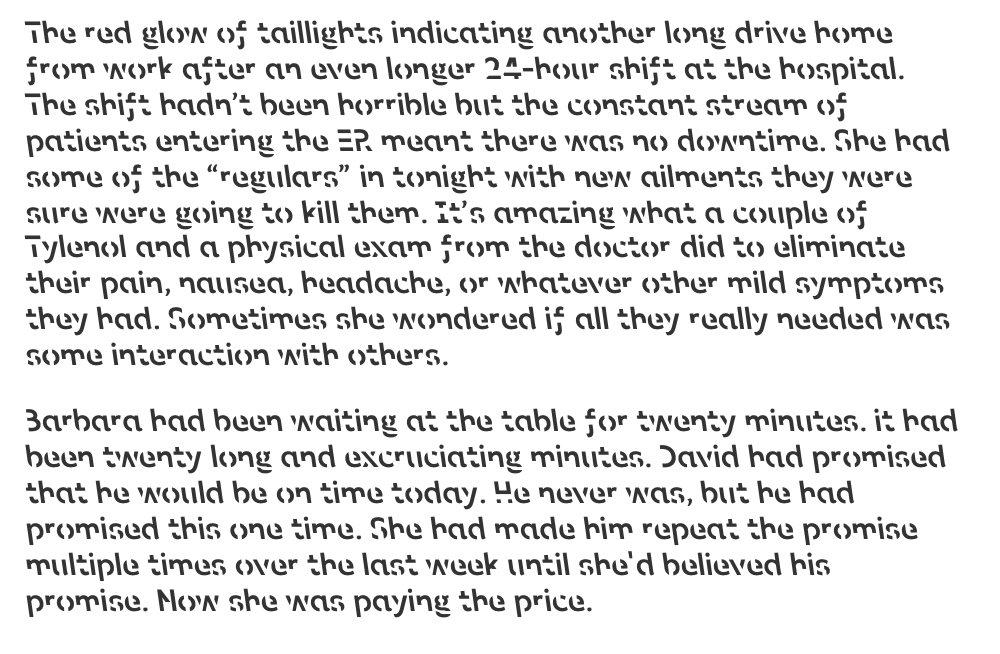 The red glow of taillights indicating another long drive home
from work after an even longer 24-hour shift at the hospital.
The shift hadn’t been horrible but the constant stream of
patients entering the ER meant there was no downtime. She had
some of the “regulars” in tonight with new ailments they were
sure were going to kill them. It’s amazing what a couple of
Tylenol and a physical exam from the doctor did to eliminate
their pain, nausea, headache, or whatever other mild symptoms
they had. Sometimes she wondered if all they really needed was
some interaction with others.

Barbara had been waiting at the table for twenty minutes. it had
been twenty long and excruciating minutes. David had promised
that he would be on time today. He never was, but he had
promised this one time. She had made him repeat the promise
multiple times over the last week until she'd believed his
promise. Now she was paying the price.